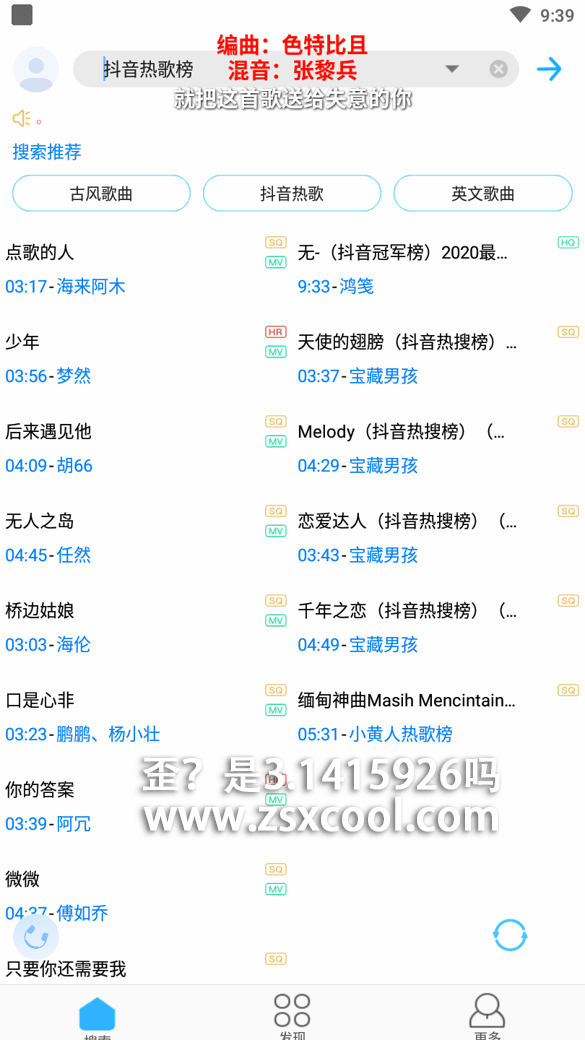 9:39
编曲：色特比且
抖音热歌榜
混音：张黎兵
就把这首歌送给失意的你
搜索推荐
古风歌曲 抖音热歌 英文歌曲
点歌的人 SQ MV
03:17-海来阿木
无-（抖音冠军榜）2020最... HQ
9:33-鸿笺
少年 HR MV
03:56-梦然
天使的翅膀（抖音热搜榜）... SQ
03:37-宝藏男孩
后来遇见他 SQ MV
04:09-胡66
Melody（抖音热搜榜）（... SQ
04:29-宝藏男孩
无人之岛 SQ MV
04:45-任然
恋爱达人（抖音热搜榜）（... SQ
03:43-宝藏男孩
桥边姑娘 SQ MV
03:03-海伦
千年之恋（抖音热搜榜）（... SQ
04:49-宝藏男孩
口是心非 SQ MV
03:23-鹏鹏、杨小壮
缅甸神曲Masih Mencintain... SQ
05:31-小黄人热歌榜
歪？是3.1415926吗
你的答案 MV
03:39-阿冗
www.zsxcool.com
微微 SQ MV
04:37-傅如乔
只要你还需要我 SQ
搜索 发现 更多